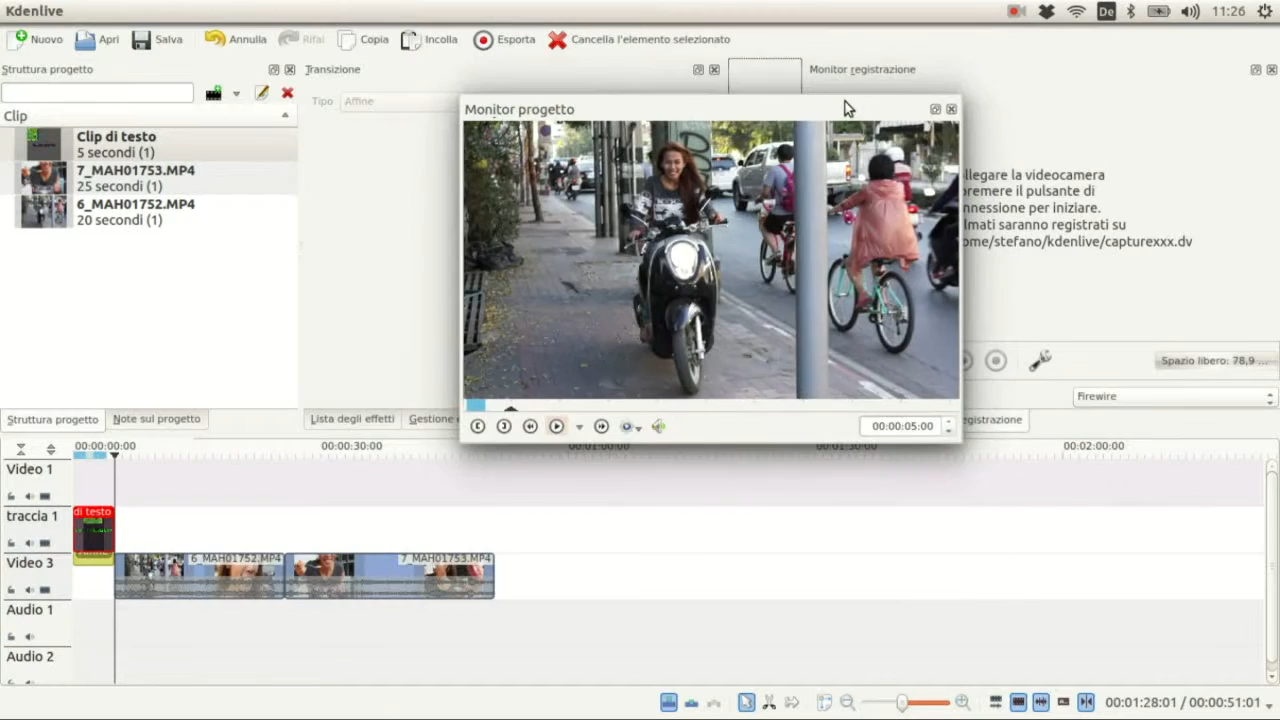 Kdenlive
De
11:26
Nuovo
Apri
Salva
Annulla
Rifai
Copia
Incolla
Esporta
Cancella l'elemento selezionato
Struttura progetto
Transizione
Monitor registrazione
Tipo
Affine
Clip
Clip di testo
5 secondi (1)
7_MAH01753.MP4
25 secondi (1)
6_MAH01752.MP4
20 secondi (1)
Monitor progetto
00:00:05:00
llegare la videocamera
premere il pulsante di
nnessione per iniziare.
lmati saranno registrati su
ome/stefano/kdenlive/capturexxx.dv
Spazio libero: 78,9 ...
Firewire
Struttura progetto
Note sul progetto
Lista degli effetti
Gestione
egistrazione
00:00:00:00
00:00:30:00
00:01:00:00
00:01:30:00
00:02:00:00
Video 1
traccia 1
di testo
Video 3
6_MAH01752.MP4
7_MAH01753.MP4
Audio 1
Audio 2
00:01:28:01 / 00:00:51:01